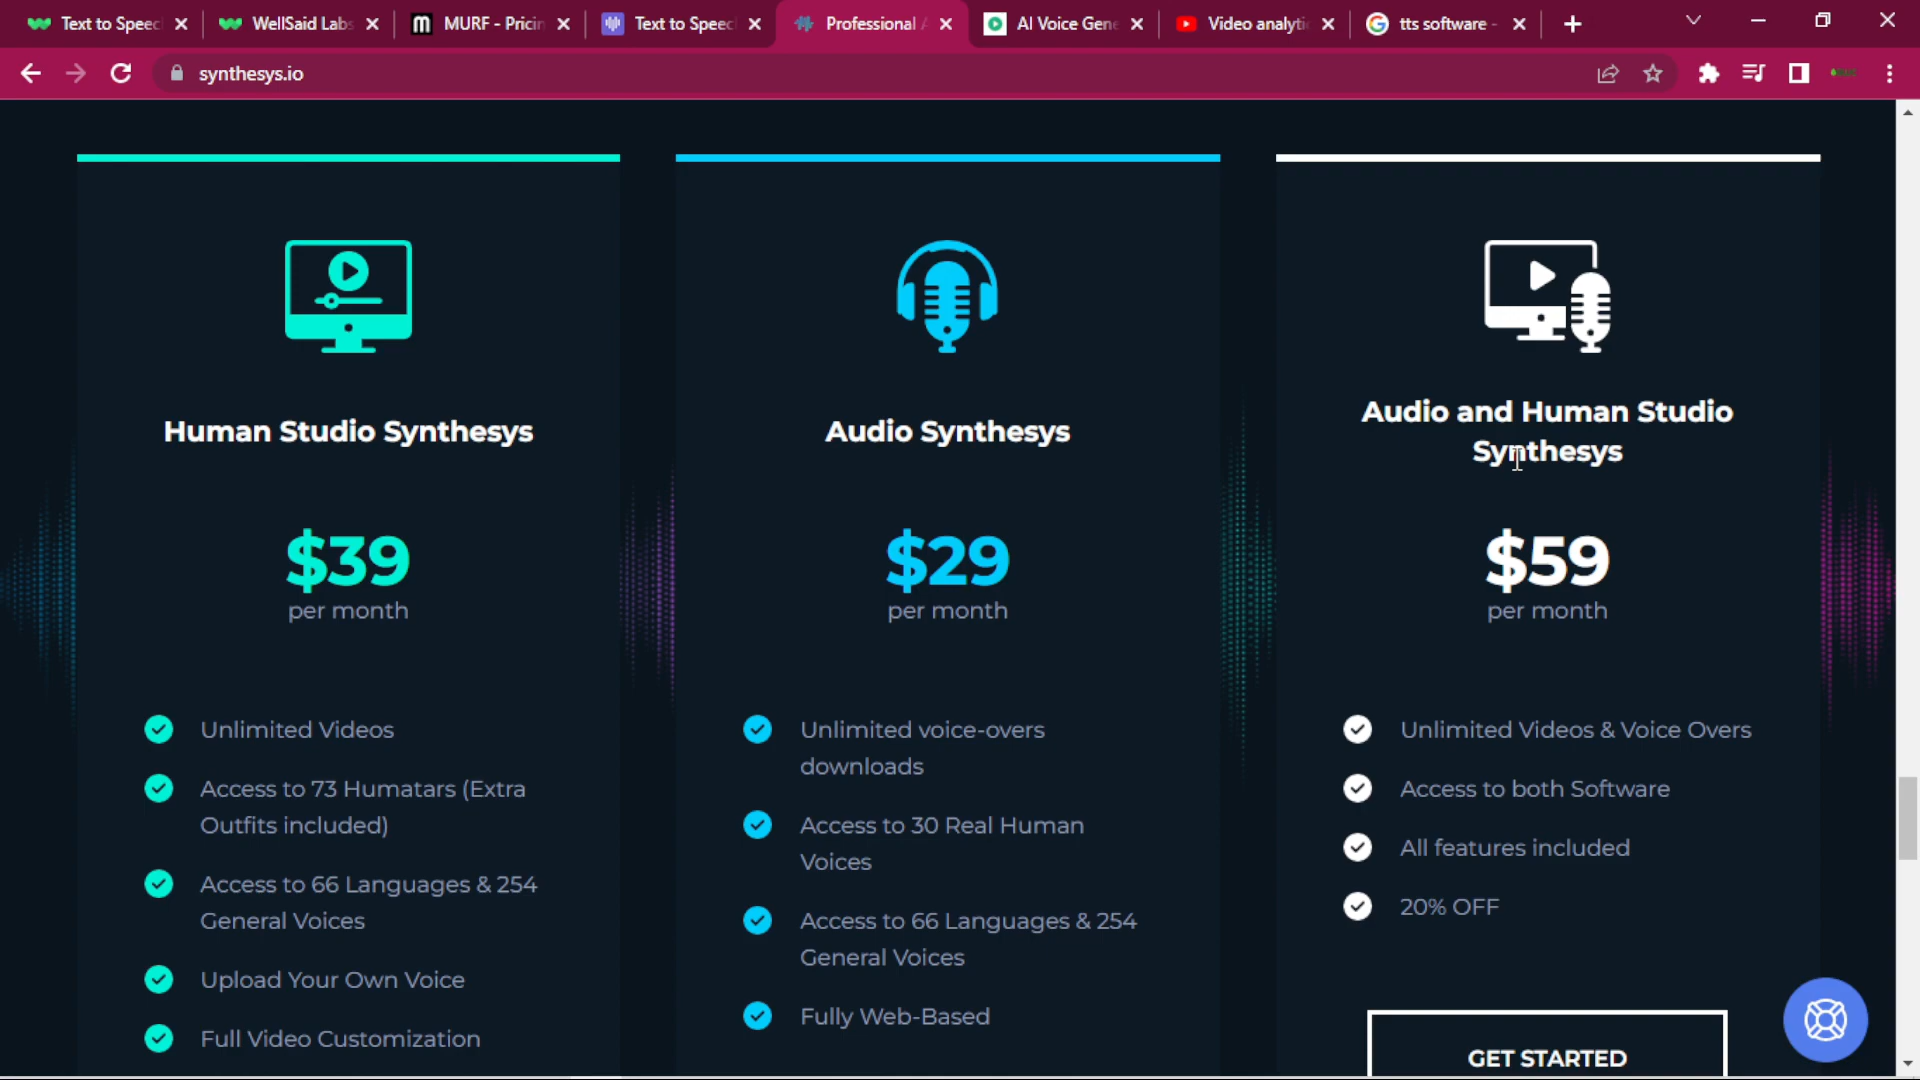 Text to Speec
WellSaid Labs
MURF - Pricin
Text to Speec
Professional A
AI Voice Gene
Video analytic
tts software -
synthesys.io
Human Studio Synthesys
$39
per month
Unlimited Videos
Access to 73 Humatars (Extra
Outfits included)
Access to 66 Languages & 254
General Voices
Upload Your Own Voice
Full Video Customization
Audio Synthesys
$29
per month
Unlimited voice-overs
downloads
Access to 30 Real Human
Voices
Access to 66 Languages & 254
General Voices
Fully Web-Based
Audio and Human Studio
Synthesys
$59
per month
Unlimited Videos & Voice Overs
Access to both Software
All features included
20% OFF
GET STARTED